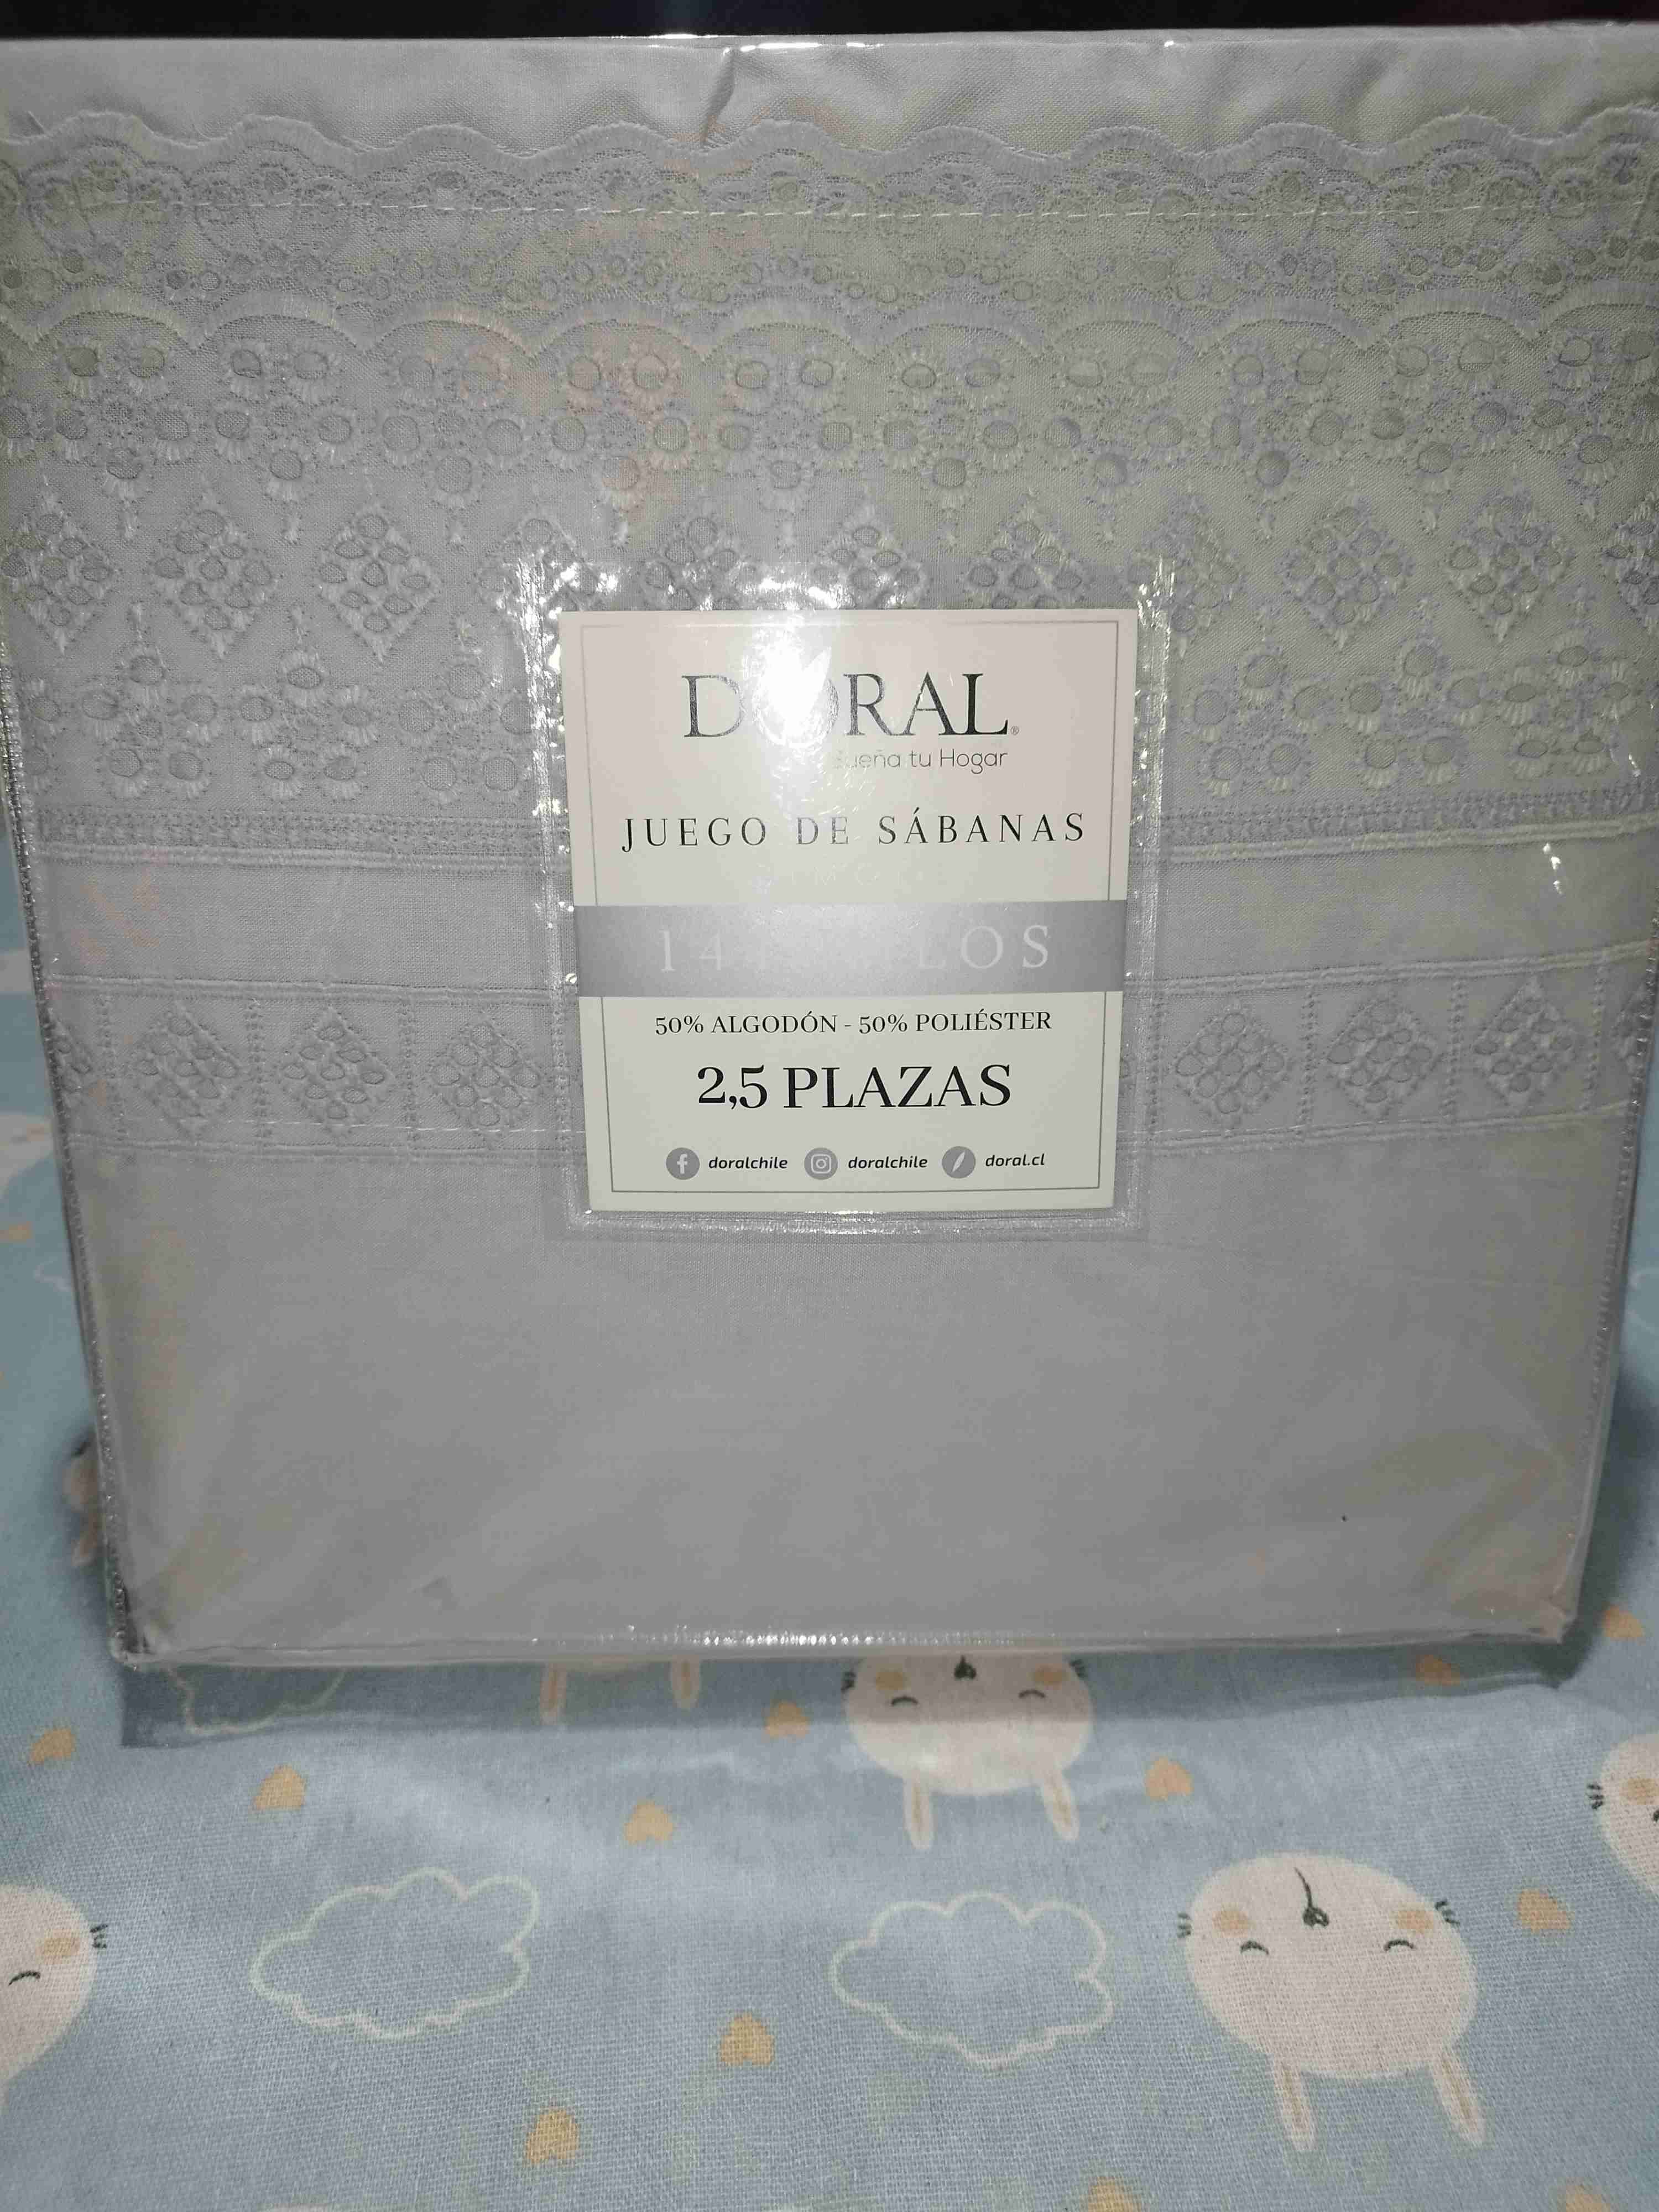 DORAL®
Sueña tu Hogar
JUEGO DE SÁBANAS
50% ALGODÓN - 50% POLIÉSTER
2,5 PLAZAS
doralchile doralchile doral.cl